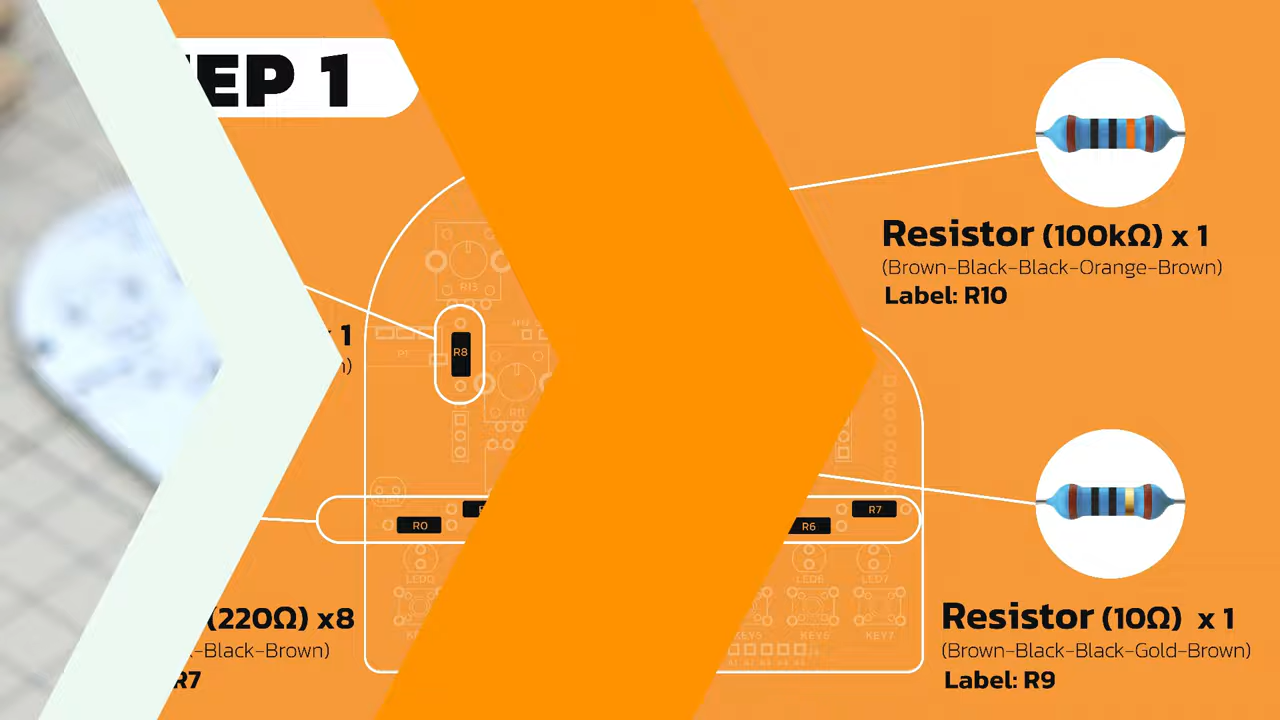 EP 1
Resistor (100kΩ) x 1
(Brown-Black-Black-Orange-Brown)
Label: R10
R13
1
R8
R11
R0
R6
R7
LED0
LED6
LED7
KEY5
KEY6
KEY7
(220Ω) x8
-Black-Brown)
R7
Resistor (10Ω) x 1
(Brown-Black-Black-Gold-Brown)
Label: R9